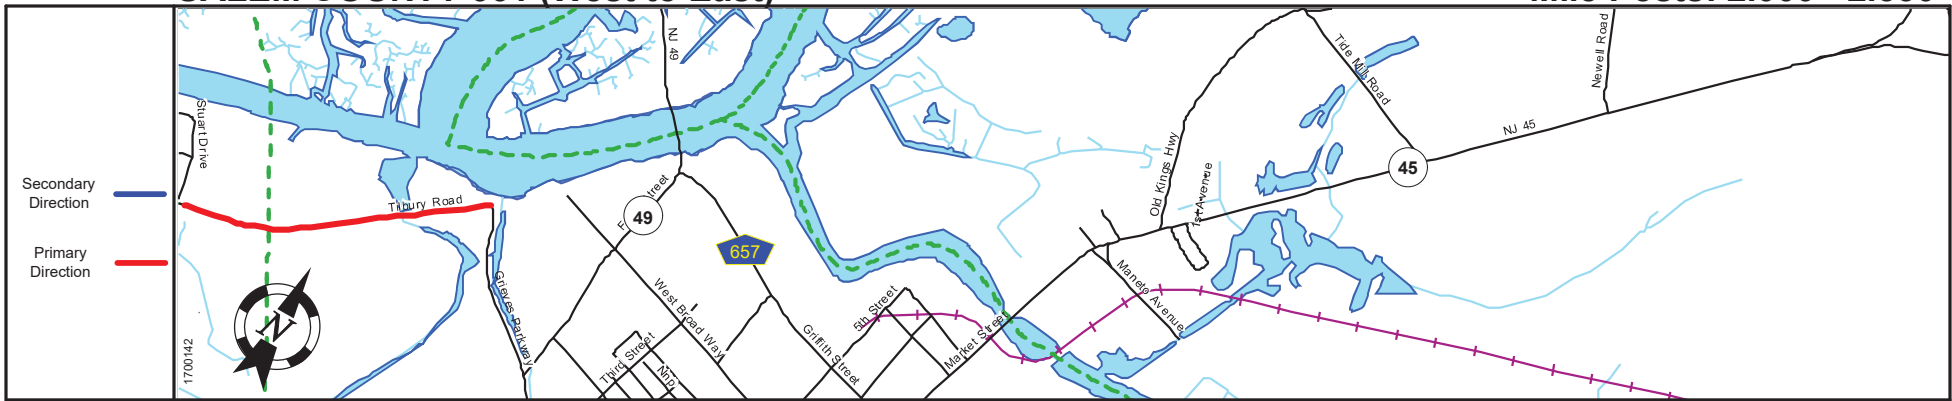 Secondary
Direction
Primary
Direction
1700142
Stuart Drive
N
Tilbury Road
Grieves Parkway
NJ 49
49
657
West Broad Way
Third Street
Griffith Street
5th Street
Market Street
Maneto Avenue
Old Kings Hwy
1st Avenue
Tide Mill Road
45
NJ 45
Newell Road